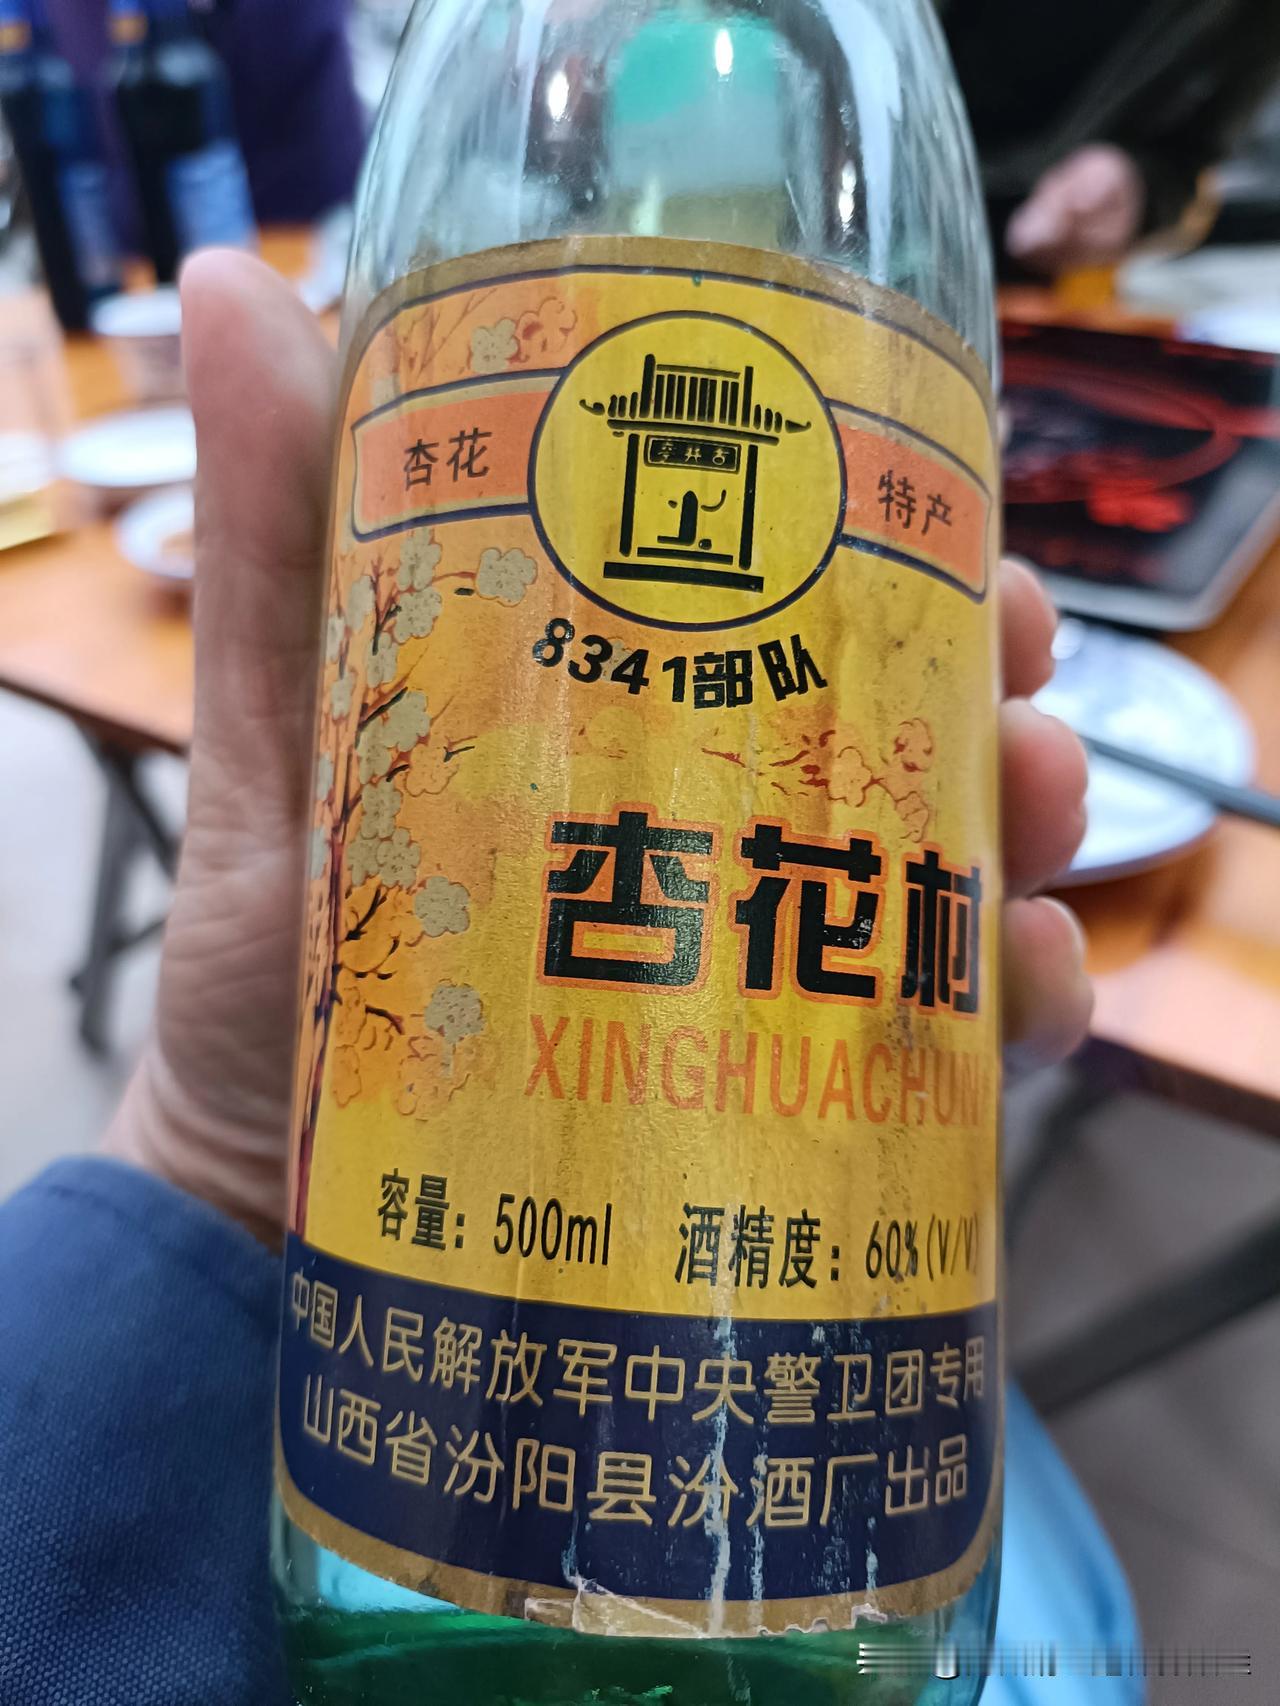 杏花
特产
古井亭
8341部队
杏花村
XINGHUACHUN
容量：500ml 酒精度：60%(V/V)
中国人民解放军中央警卫团专用
山西省汾阳县汾酒厂出品